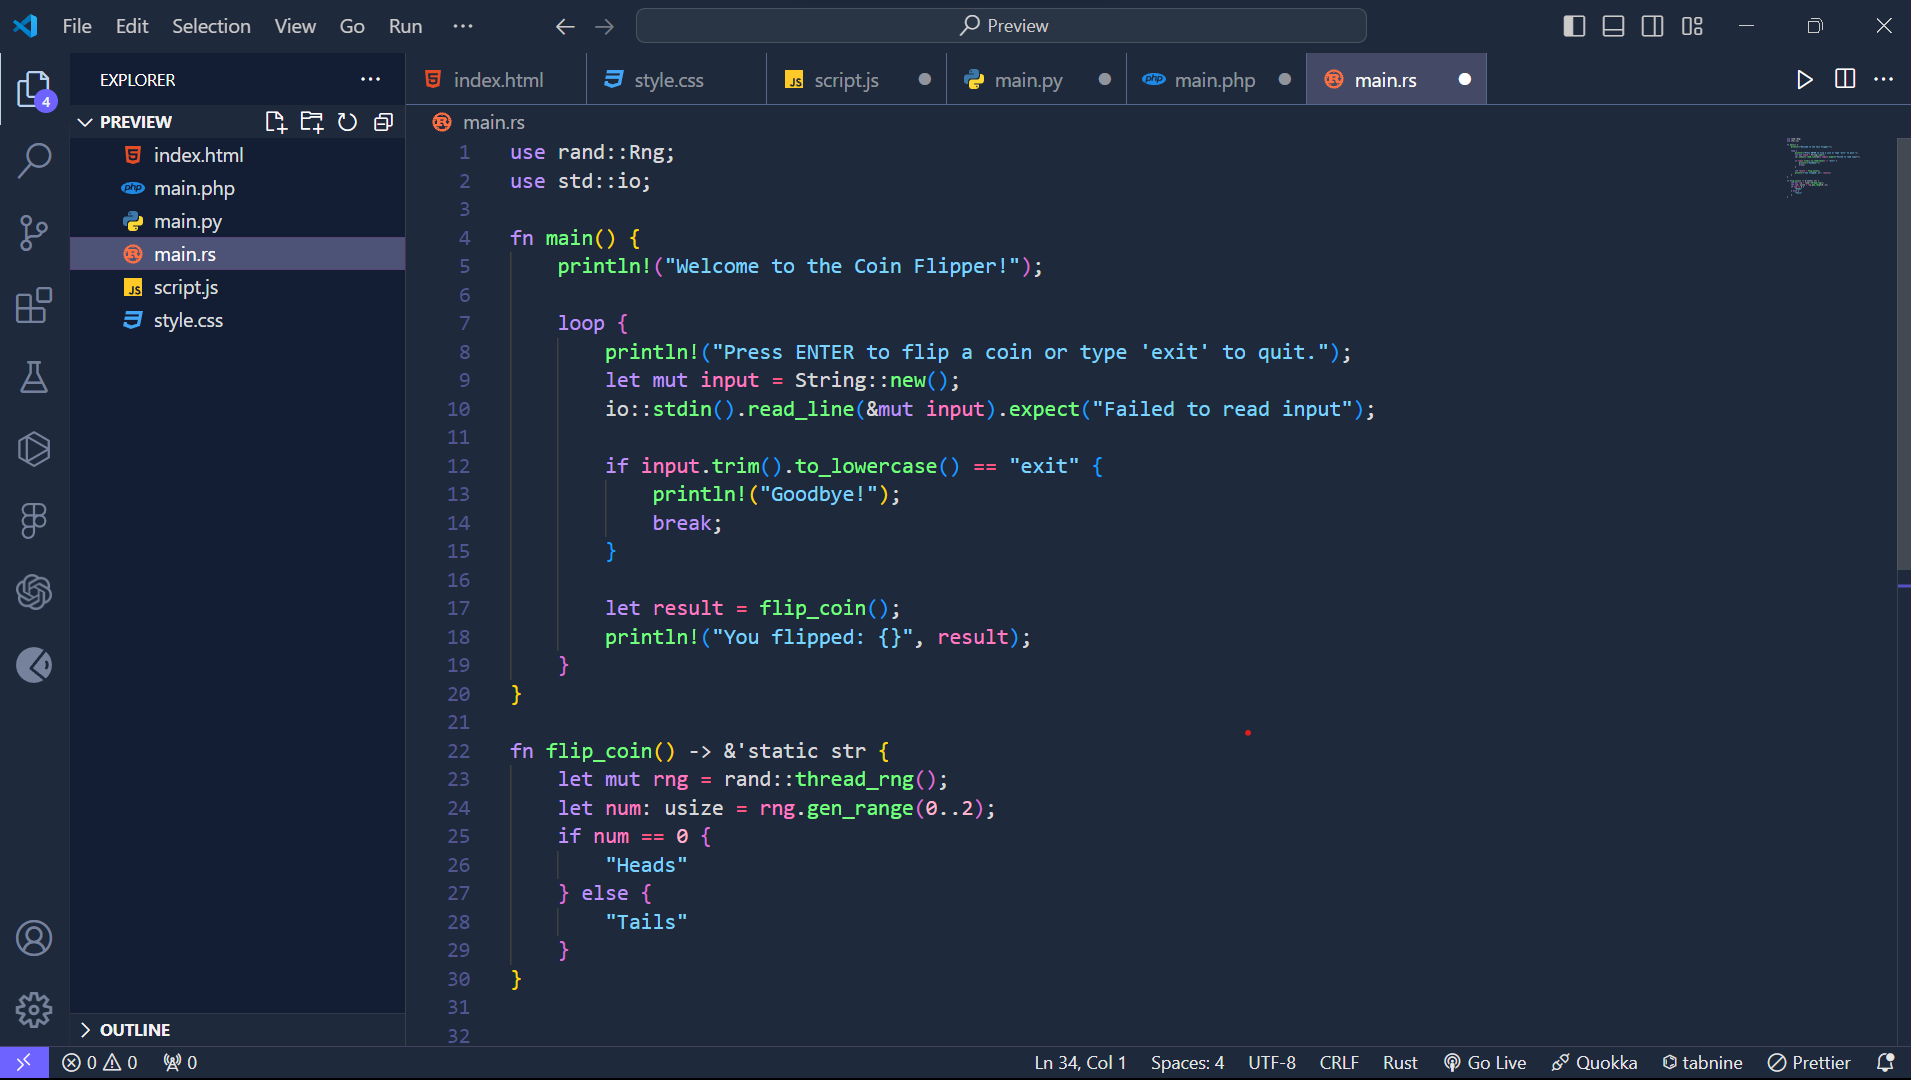 File Edit Selection View Go Run ···
Preview
EXPLORER
PREVIEW
index.html
main.php
main.py
main.rs
script.js
style.css
OUTLINE
4
index.html style.css script.js main.py main.php main.rs
main.rs
1 use rand::Rng;
2 use std::io;
3
4 fn main() {
5     println!("Welcome to the Coin Flipper!");
6
7     loop {
8         println!("Press ENTER to flip a coin or type 'exit' to quit.");
9         let mut input = String::new();
10         io::stdin().read_line(&mut input).expect("Failed to read input");
11
12         if input.trim().to_lowercase() == "exit" {
13             println!("Goodbye!");
14             break;
15         }
16
17         let result = flip_coin();
18         println!("You flipped: {}", result);
19     }
20 }
21
22 fn flip_coin() -> &'static str {
23     let mut rng = rand::thread_rng();
24     let num: usize = rng.gen_range(0..2);
25     if num == 0 {
26         "Heads"
27     } else {
28         "Tails"
29     }
30 }
31
32
0 0 0 Ln 34, Col 1 Spaces: 4 UTF-8 CRLF Rust Go Live Quokka tabnine Prettier